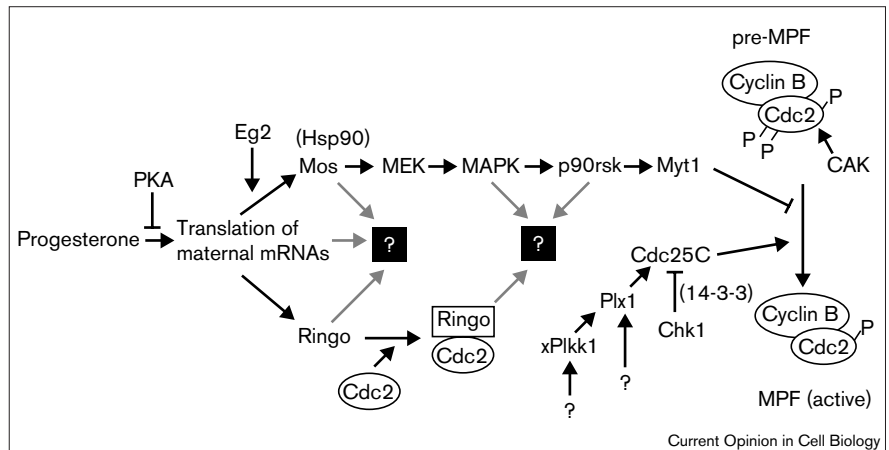 pre-MPF
Cyclin B
Cdc2
P
P
P
CAK
Eg2
(Hsp90)
Mos
MEK
MAPK
p90rsk
Myt1
PKA
Progesterone
Translation of
maternal mRNAs
?
?
Cdc25C
(14-3-3)
Plx1
Chk1
xPlkk1
?
?
Ringo
Cdc2
Ringo
Cdc2
Cyclin B
Cdc2
P
MPF (active)
Current Opinion in Cell Biology